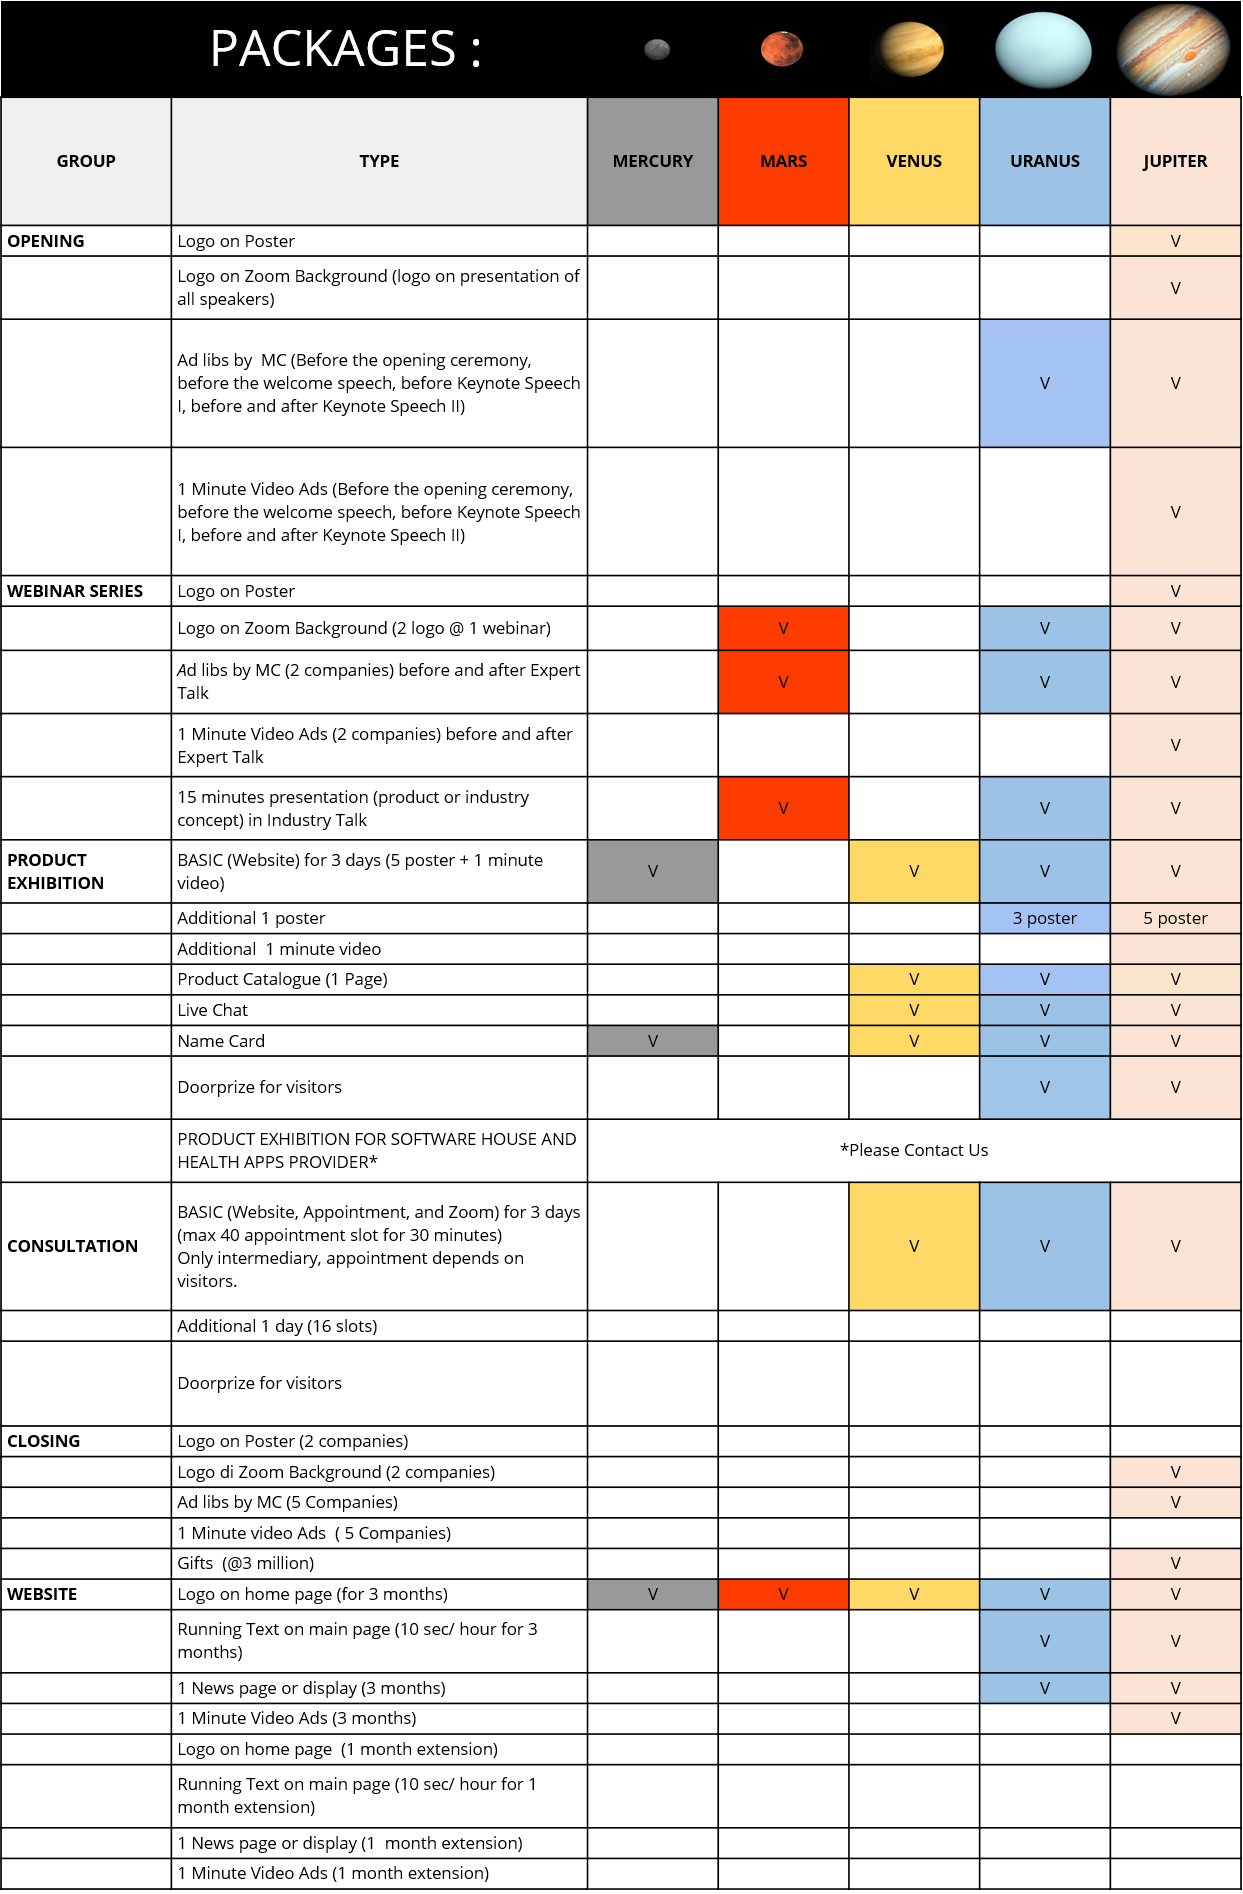 PACKAGES :
GROUP TYPE MERCURY MARS VENUS URANUS JUPITER
OPENING Logo on Poster V
Logo on Zoom Background (logo on presentation of
all speakers) V
Ad libs by  MC (Before the opening ceremony,
before the welcome speech, before Keynote Speech V V
I, before and after Keynote Speech II)
1 Minute Video Ads (Before the opening ceremony,
before the welcome speech, before Keynote Speech V
I, before and after Keynote Speech II)
WEBINAR SERIES Logo on Poster V
Logo on Zoom Background (2 logo @ 1 webinar) V V V
Ad libs by MC (2 companies) before and after Expert
Talk V V V
1 Minute Video Ads (2 companies) before and after
Expert Talk V
15 minutes presentation (product or industry
concept) in Industry Talk V V V
PRODUCT BASIC (Website) for 3 days (5 poster + 1 minute
EXHIBITION video) V V V V
Additional 1 poster 3 poster 5 poster
Additional  1 minute video
Product Catalogue (1 Page) V V V
Live Chat V V V
Name Card V V V V
Doorprize for visitors V V
PRODUCT EXHIBITION FOR SOFTWARE HOUSE AND
HEALTH APPS PROVIDER* *Please Contact Us
BASIC (Website, Appointment, and Zoom) for 3 days
(max 40 appointment slot for 30 minutes)
CONSULTATION Only intermediary, appointment depends on V V V
visitors.
Additional 1 day (16 slots)
Doorprize for visitors
CLOSING Logo on Poster (2 companies)
Logo di Zoom Background (2 companies) V
Ad libs by MC (5 Companies) V
1 Minute video Ads  ( 5 Companies)
Gifts  (@3 million) V
WEBSITE Logo on home page (for 3 months) V V V V V
Running Text on main page (10 sec/ hour for 3
months) V V
1 News page or display (3 months) V V
1 Minute Video Ads (3 months) V
Logo on home page  (1 month extension)
Running Text on main page (10 sec/ hour for 1
month extension)
1 News page or display (1  month extension)
1 Minute Video Ads (1 month extension)